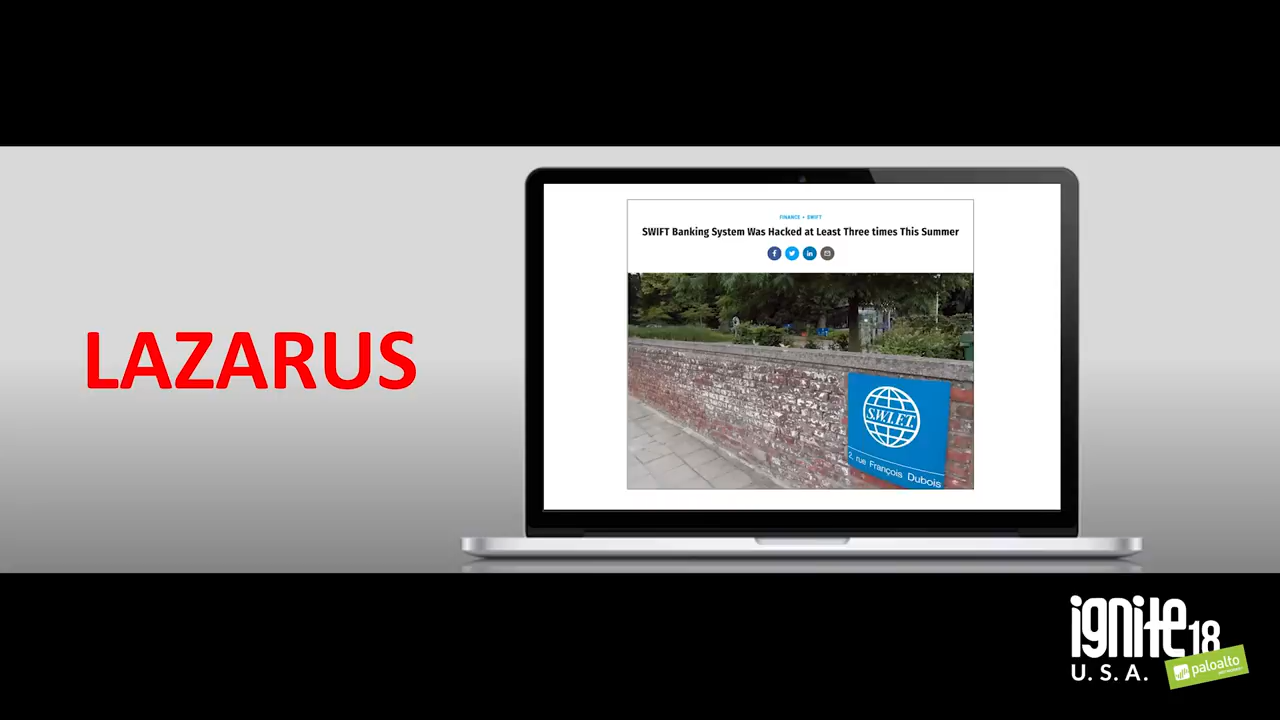 LAZARUS
FINANCE • SWIFT
SWIFT Banking System Was Hacked at Least Three times This Summer
S.W.I.F.T.
2, rue François Dubois
ignite18
U.S.A.
paloalto